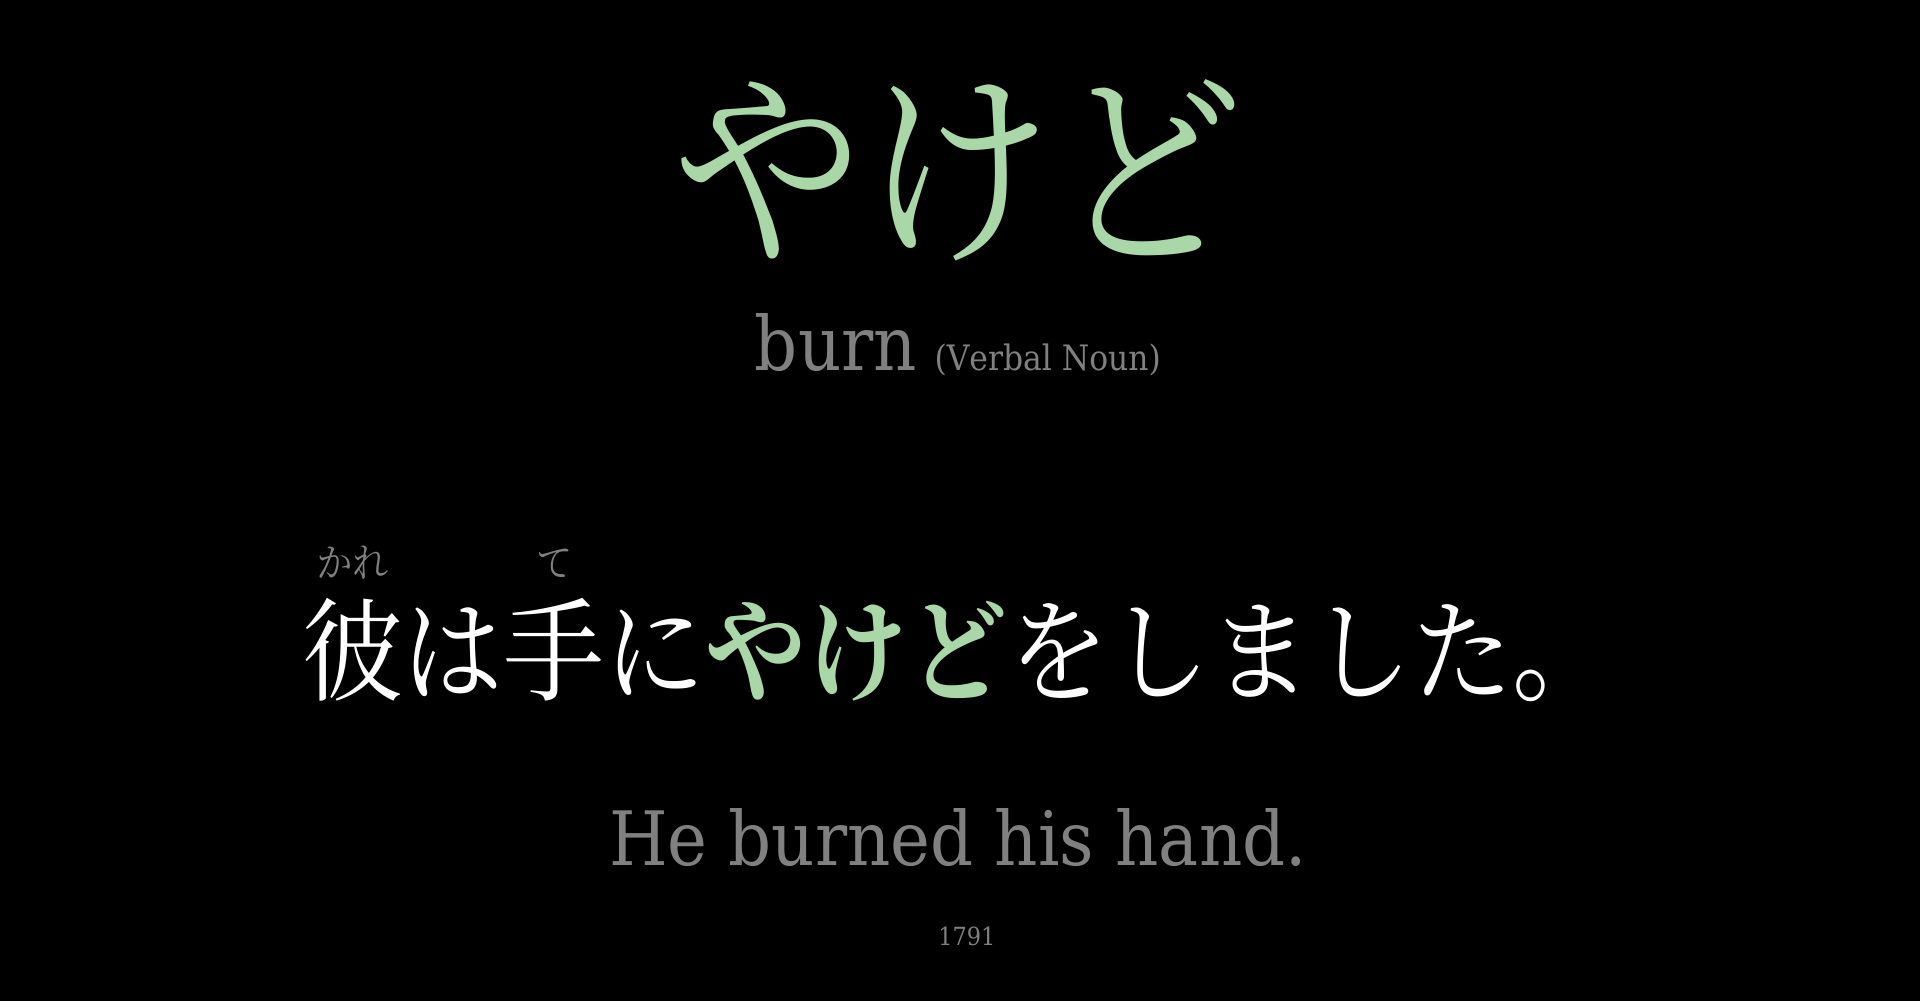 やけど
burn (Verbal Noun)
かれ て
彼は手にやけどをしました。
He burned his hand.
1791